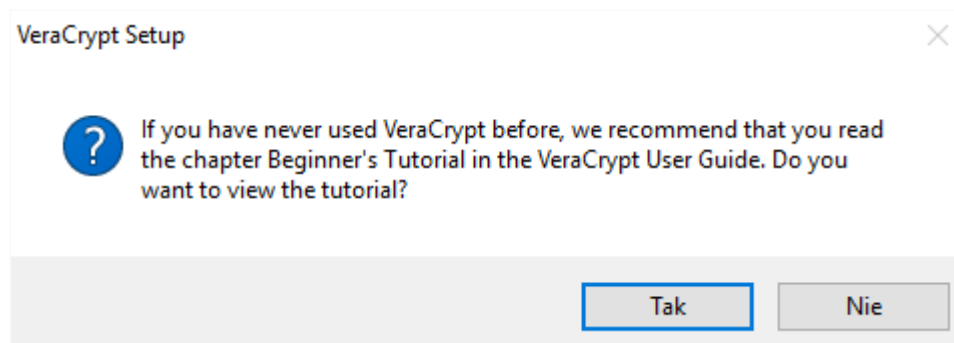 VeraCrypt Setup
If you have never used VeraCrypt before, we recommend that you read
the chapter Beginner's Tutorial in the VeraCrypt User Guide. Do you
want to view the tutorial?
Tak
Nie